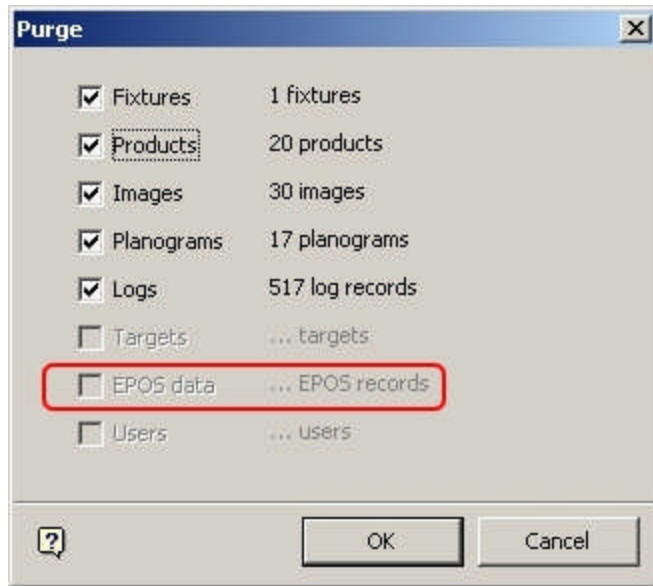 Purge
Fixtures 1 fixtures
Products 20 products
Images 30 images
Planograms 17 planograms
Logs 517 log records
Targets ... targets
EPOS data ... EPOS records
Users ... users
? OK Cancel